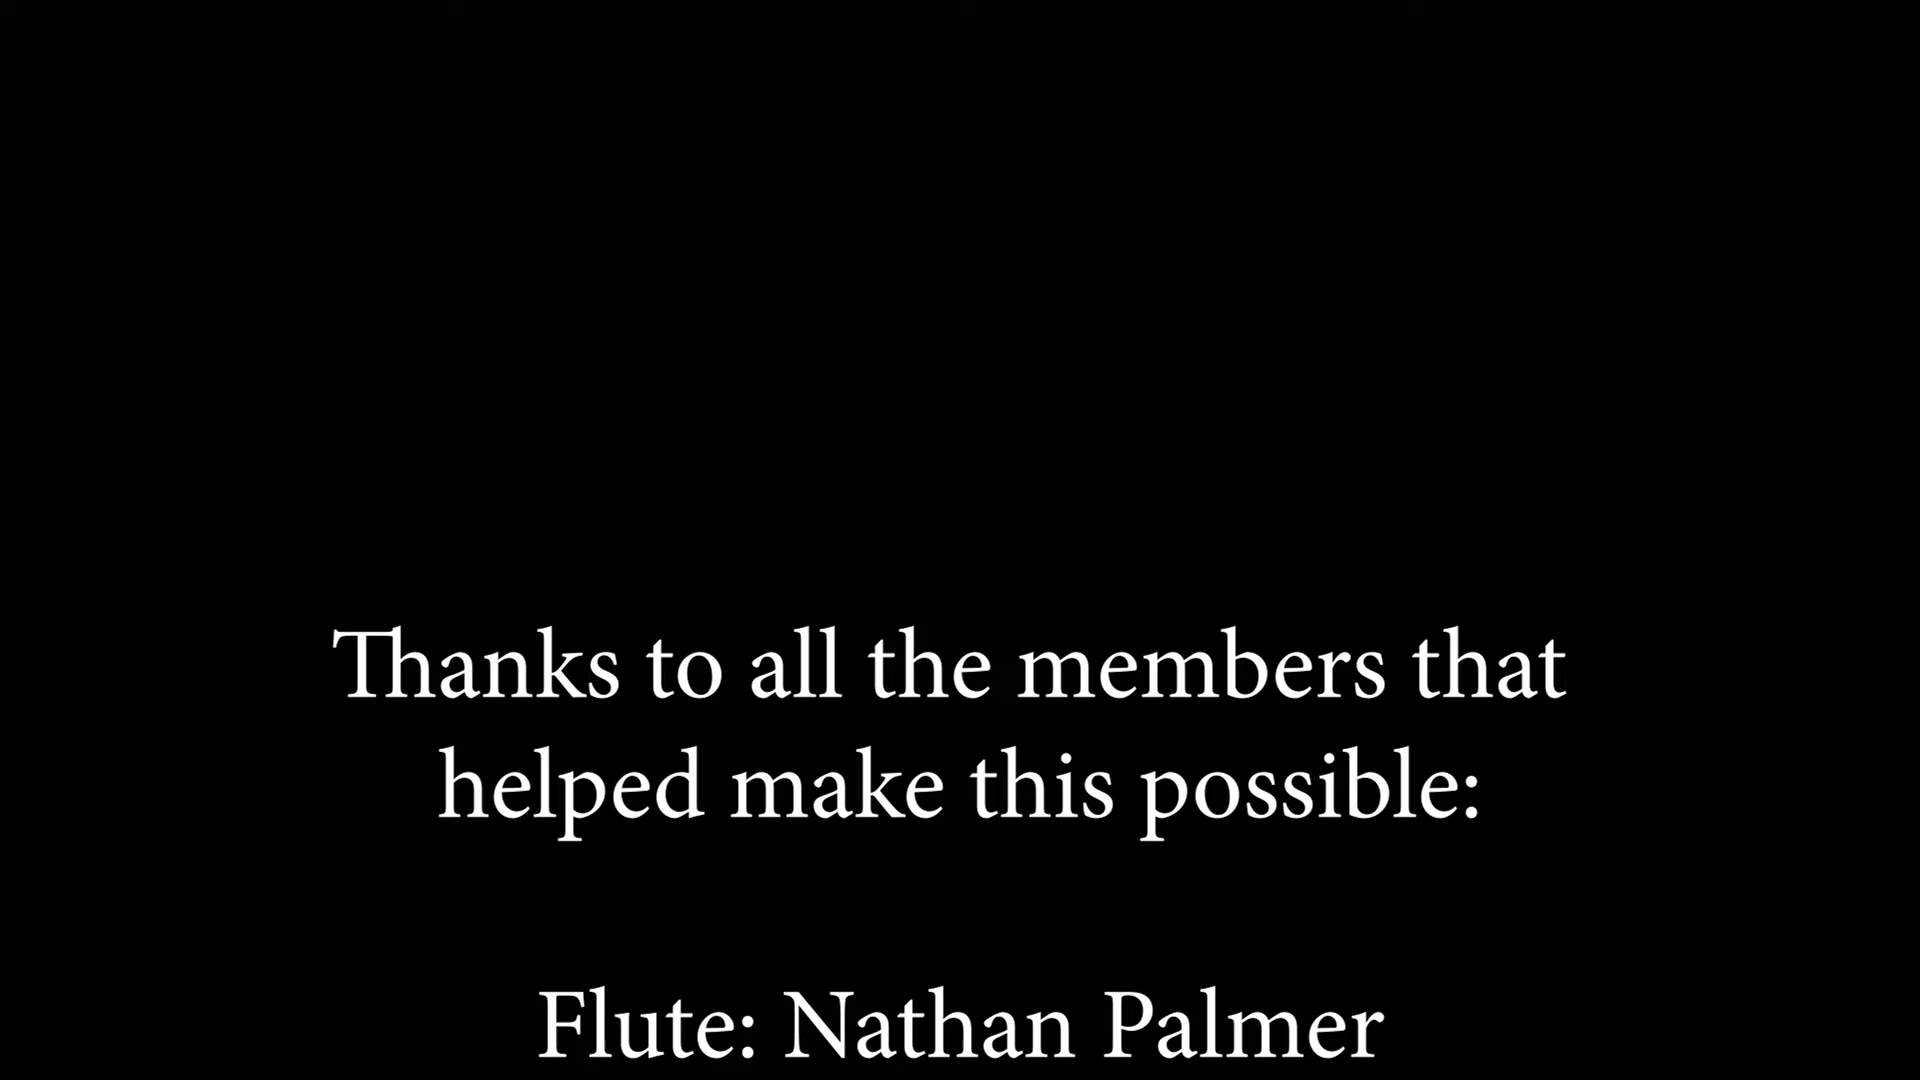 Thanks to all the members that
helped make this possible:
Flute: Nathan Palmer